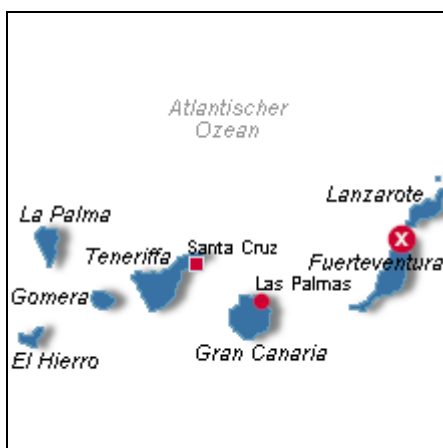 Atlantischer
Ozean
Lanzarote
La Palma
Santa Cruz
Teneriffa
Fuerteventura
Las Palmas
Gomera
Gran Canaria
El Hierro
X